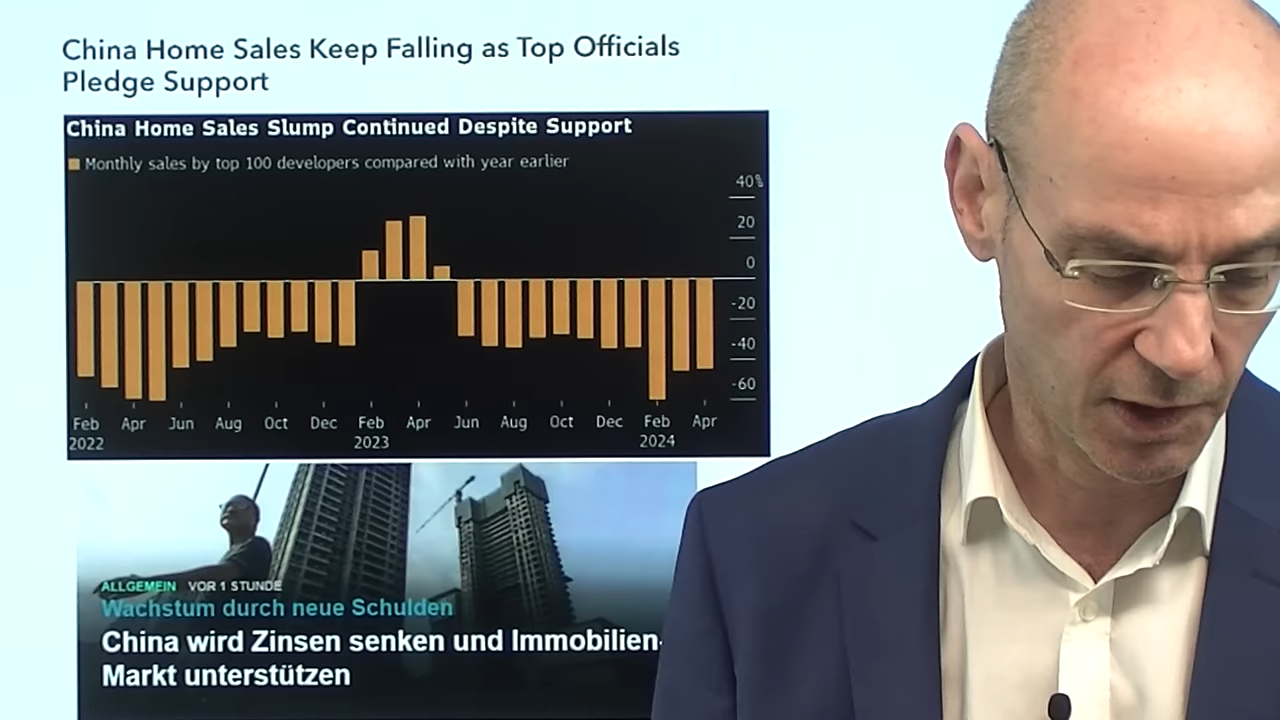 China Home Sales Keep Falling as Top Officials
Pledge Support
China Home Sales Slump Continued Despite Support
Monthly sales by top 100 developers compared with year earlier
40%
20
0
-20
-40
-60
Feb Apr Jun Aug Oct Dec Feb Apr Jun Aug Oct Dec Feb Apr
2022 2023 2024
ALLGEMEIN VOR 1 STUNDE
Wachstum durch neue Schulden
China wird Zinsen senken und Immobilien-
Markt unterstützen